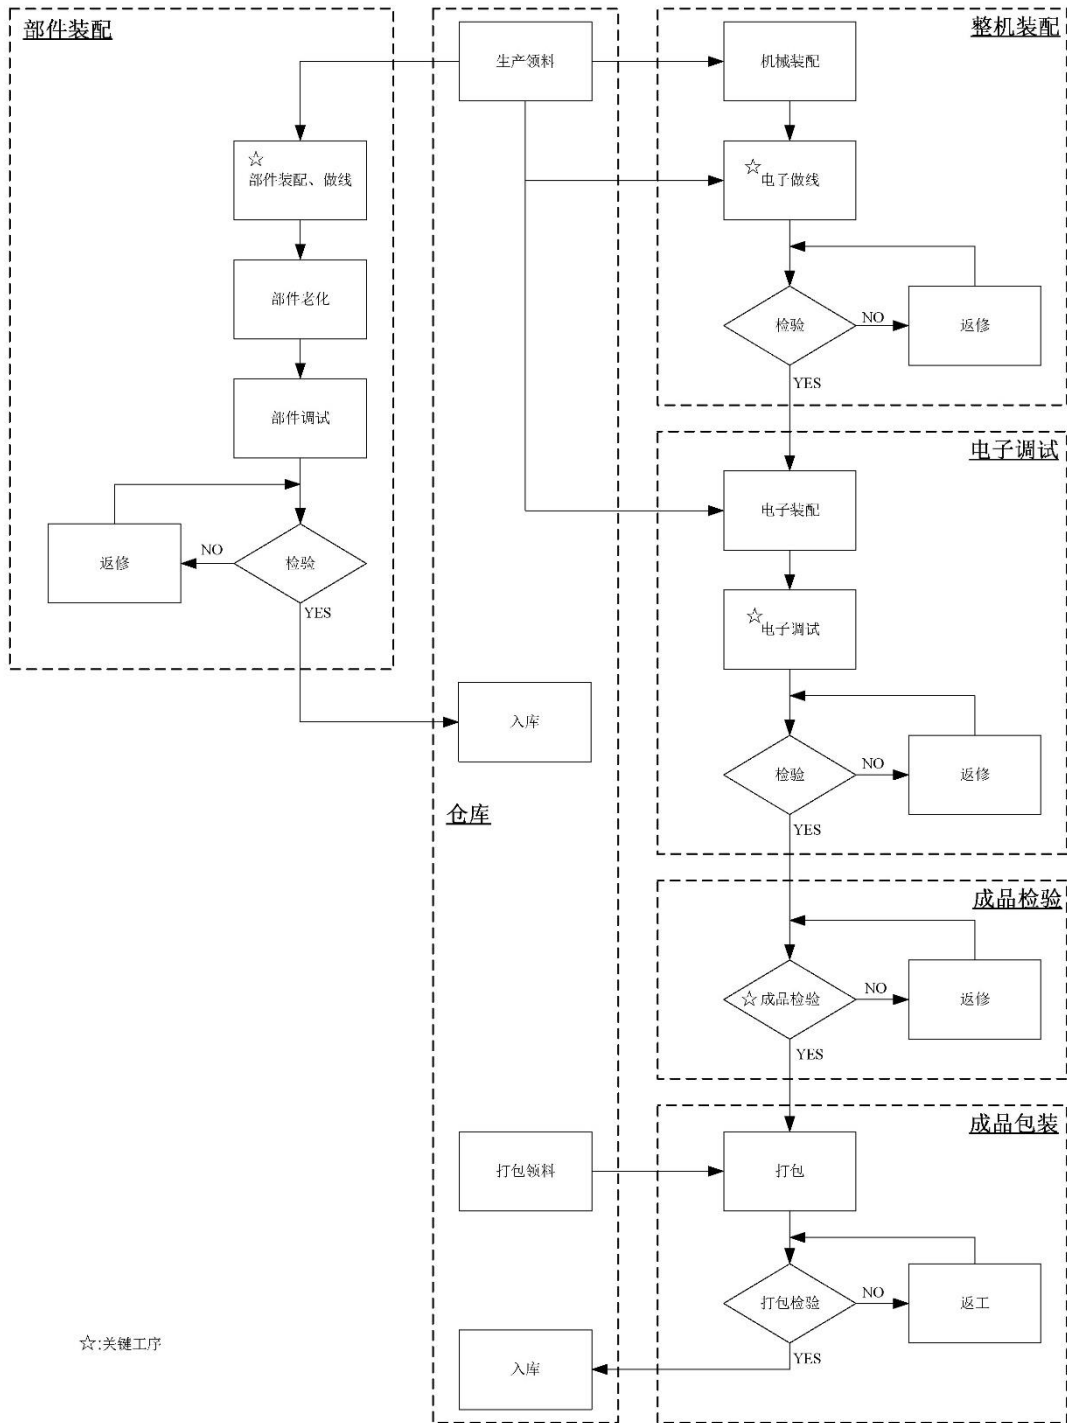 部件装配
☆
部件装配、做线
部件老化
部件调试
返修
NO
检验
YES
生产领料
入库
仓库
打包领料
入库
整机装配
机械装配
☆电子做线
检验
NO
返修
YES
电子调试
电子装配
☆电子调试
检验
NO
返修
YES
成品检验
☆成品检验
NO
返修
YES
成品包装
打包
打包检验
NO
返工
YES
☆:关键工序